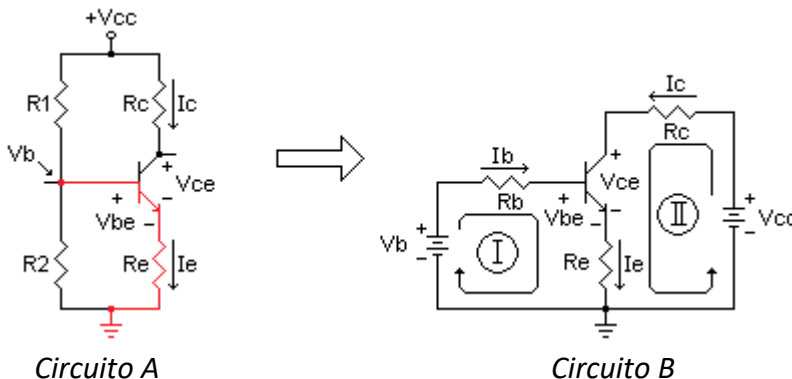 +Vcc
R1
Rc
Ic
Vb
+
Vce
+
-
Vbe
-
R2
Re
Ie
Circuito A
Ic
Rc
Ib
+
Vce
Rb
+
-
Vbe
-
+
Vb
-
I
II
+
Vcc
-
Re
Ie
Circuito B